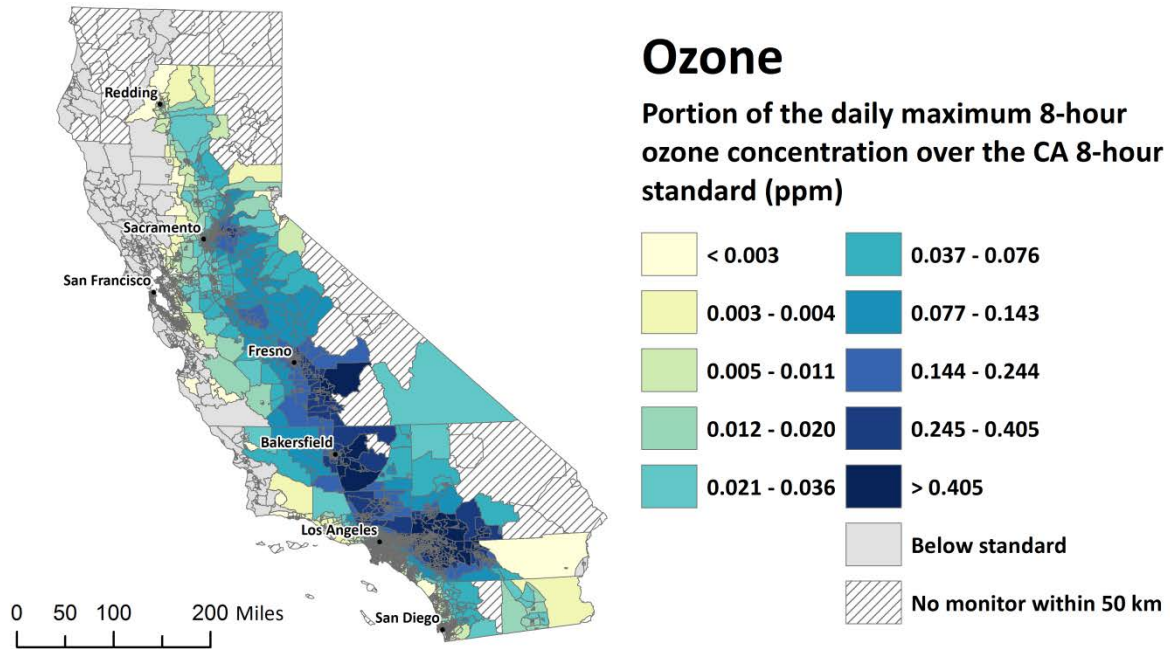 Ozone
Portion of the daily maximum 8-hour
ozone concentration over the CA 8-hour
standard (ppm)
< 0.003
0.003 - 0.004
0.005 - 0.011
0.012 - 0.020
0.021 - 0.036
0.037 - 0.076
0.077 - 0.143
0.144 - 0.244
0.245 - 0.405
> 0.405
Below standard
No monitor within 50 km
Redding
Sacramento
San Francisco
Fresno
Bakersfield
Los Angeles
San Diego
0 50 100 200 Miles